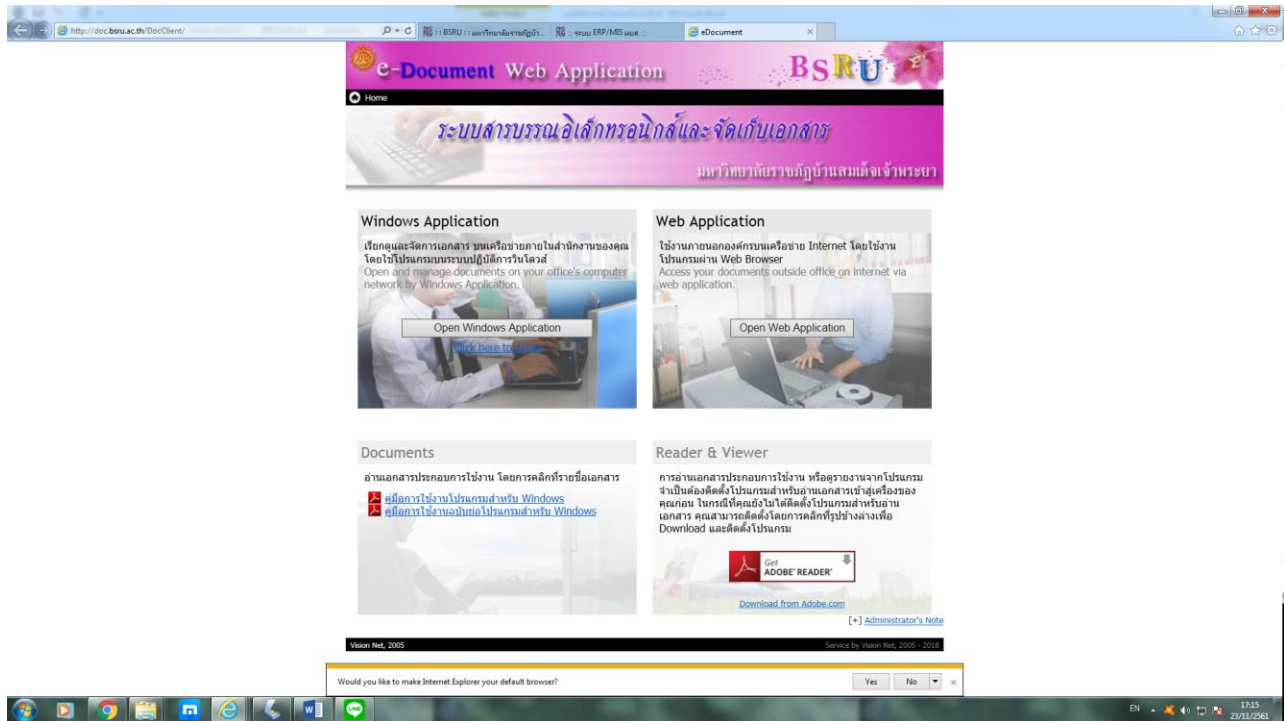 http://doc.bsru.ac.th/DocClient/
eDocument
e-Document Web Application
BSRU
Home
ระบบสารบรรณอิเล็กทรอนิกส์และจัดเก็บเอกสาร
มหาวิทยาลัยราชภัฏบ้านสมเด็จเจ้าพระยา
Windows Application
เรียกดูและจัดการเอกสาร บนเครือข่ายภายในสำนักงานของคุณ
โดยใช้โปรแกรมบนระบบปฏิบัติการวินโดวส์
Open and manage documents on your office's computer
network by Windows Application.
Open Windows Application
Click here to
Web Application
ใช้งานภายนอกองค์กรบนเครือข่าย Internet โดยใช้งาน
โปรแกรมผ่าน Web Browser
Access your documents outside office on internet via
web application.
Open Web Application
Documents
อ่านเอกสารประกอบการใช้งาน โดยการคลิกที่รายชื่อเอกสาร
คู่มือการใช้งานโปรแกรมสำหรับ Windows
คู่มือการใช้งานฉบับย่อโปรแกรมสำหรับ Windows
Reader & Viewer
การอ่านเอกสารประกอบการใช้งาน หรือดูรายงานจากโปรแกรม
จำเป็นต้องติดตั้งโปรแกรมสำหรับอ่านเอกสารเข้าสู่เครื่องของ
คุณก่อน ในกรณีที่คุณยังไม่ได้ติดตั้งโปรแกรมสำหรับอ่าน
เอกสาร คุณสามารถติดตั้งโดยการคลิกที่รูปข้างล่างเพื่อ
Download และติดตั้งโปรแกรม
Get
ADOBE® READER®
Download from Adobe.com
[+] Administrator's Note
Vision Net, 2005
Service by Vision Net, 2005 - 2018
Would you like to make Internet Explorer your default browser?
Yes
No
EN
17:15
23/11/2561